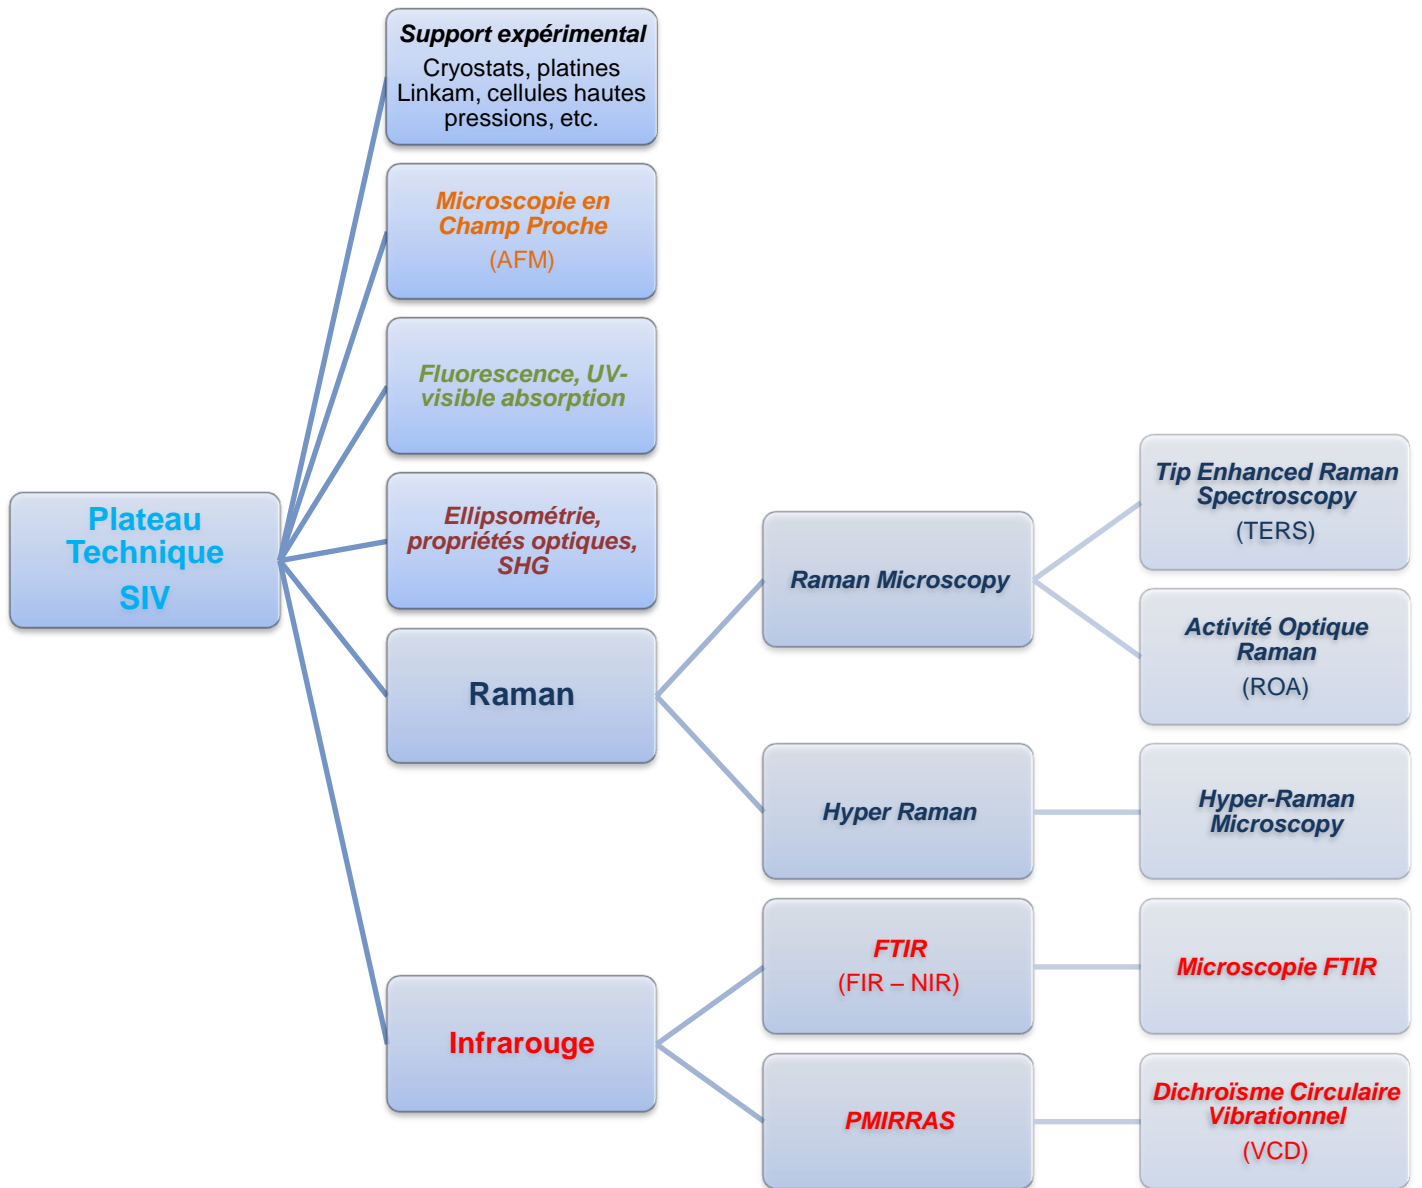 Support expérimental
Cryostats, platines
Linkam, cellules hautes
pressions, etc.
Microscopie en
Champ Proche
(AFM)
Fluorescence, UV-
visible absorption
Ellipsométrie,
propriétés optiques,
SHG
Plateau
Technique
SIV
Raman
Infrarouge
Raman Microscopy
Hyper Raman
FTIR
(FIR – NIR)
PMIRRAS
Tip Enhanced Raman
Spectroscopy
(TERS)
Activité Optique
Raman
(ROA)
Hyper-Raman
Microscopy
Microscopie FTIR
Dichroïsme Circulaire
Vibrationnel
(VCD)